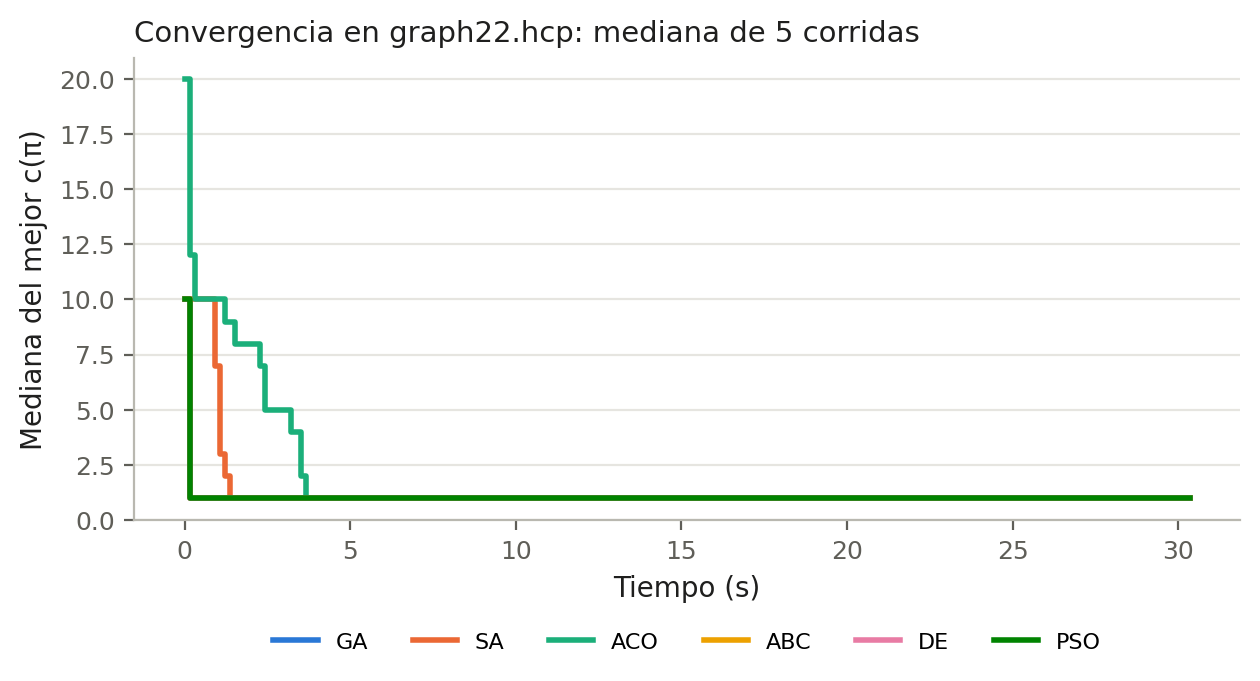 Convergencia en graph22.hcp: mediana de 5 corridas
Mediana del mejor c(π)
20.0
17.5
15.0
12.5
10.0
7.5
5.0
2.5
0.0
0 5 10 15 20 25 30
Tiempo (s)
GA SA ACO ABC DE PSO